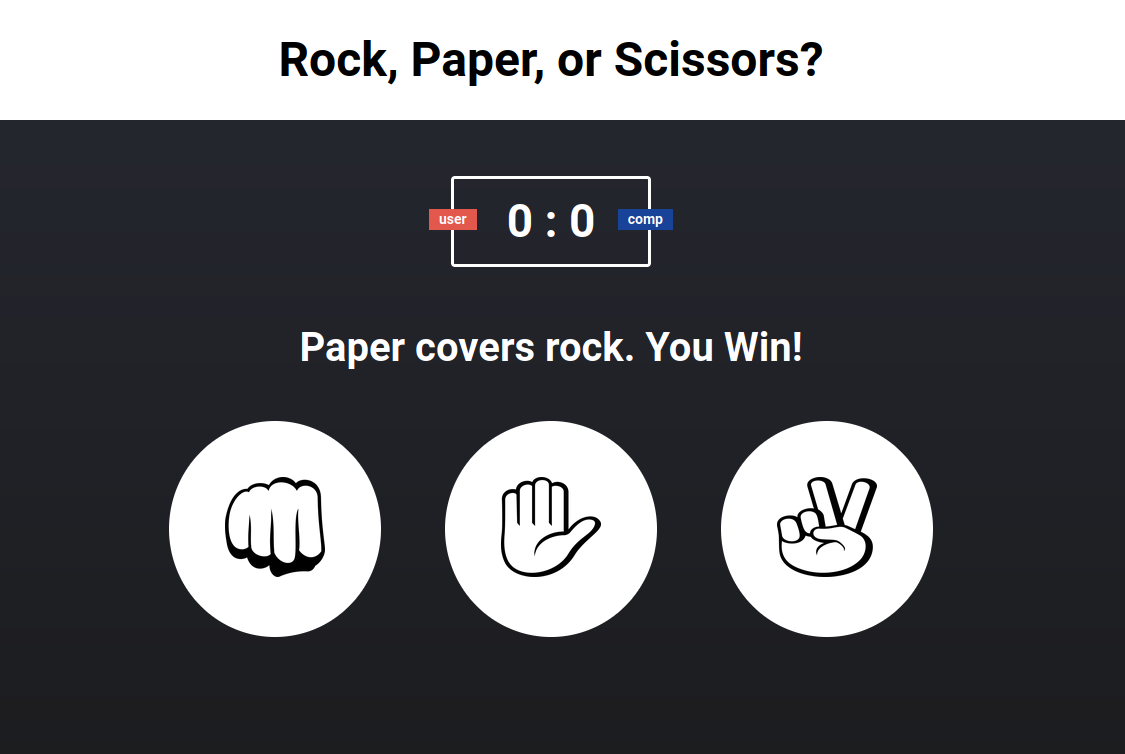 Rock, Paper, or Scissors?
user 0 : 0 comp
Paper covers rock. You Win!